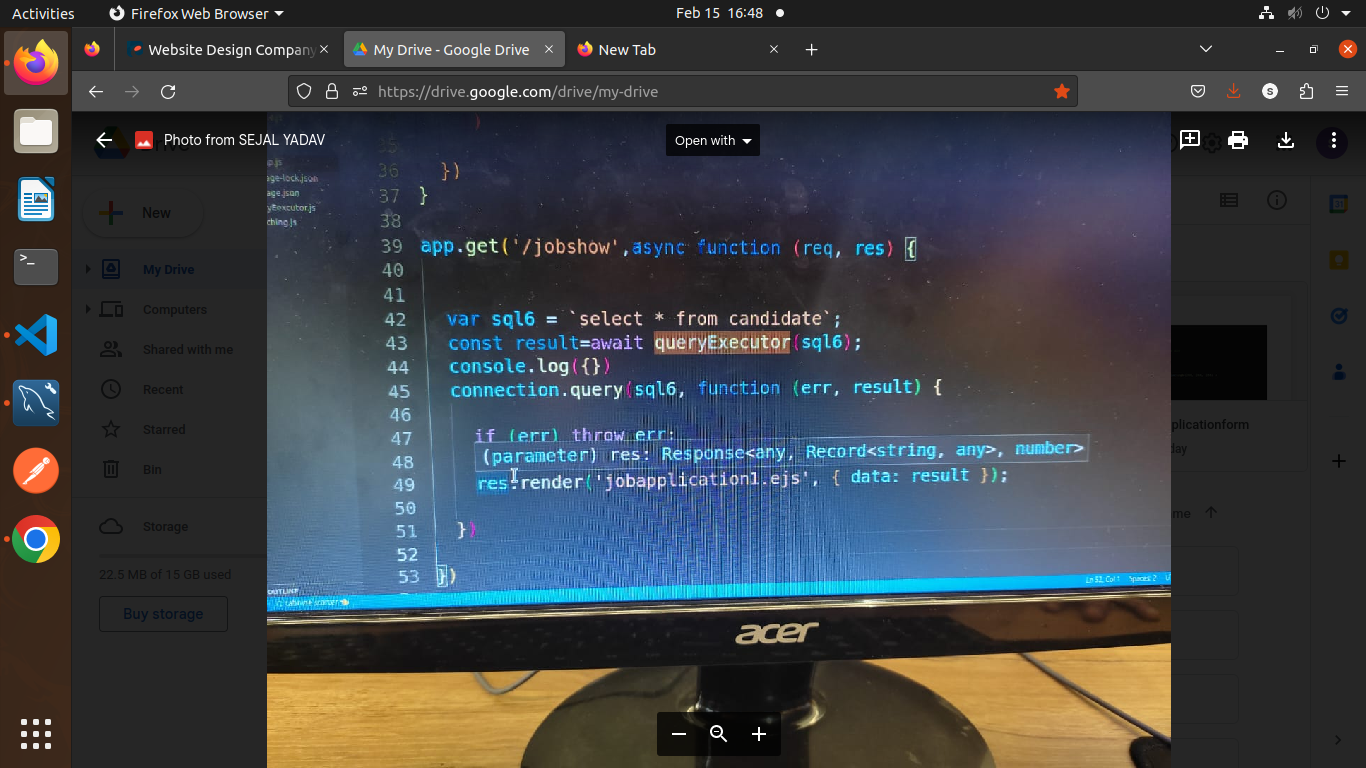 Activities
Firefox Web Browser
Feb 15 16:48
Website Design Company
My Drive - Google Drive
New Tab
https://drive.google.com/drive/my-drive
S
Photo from SEJAL YADAV
Open with
New
My Drive
Computers
Shared with me
Recent
Starred
Bin
Storage
22.5 MB of 15 GB used
Buy storage
age-lock.json
age.json
yExecutor.js
ching.js
35
36 })
37 }
38
39 app.get('/jobshow',async function (req, res) {
40
41
42 var sql6 = `select * from candidate`;
43 const result=await queryExecutor(sql6);
44 console.log({})
45 connection.query(sql6, function (err, result) {
46
47 if (err) throw err;
48 (parameter) res: Response<any, Record<string, any>, number>
49 res.render('jobapplication1.ejs', { data: result });
50
51 })
52
53 })
Ln 53, Col 1 Spaces: 2
acer
plicationform
day
me